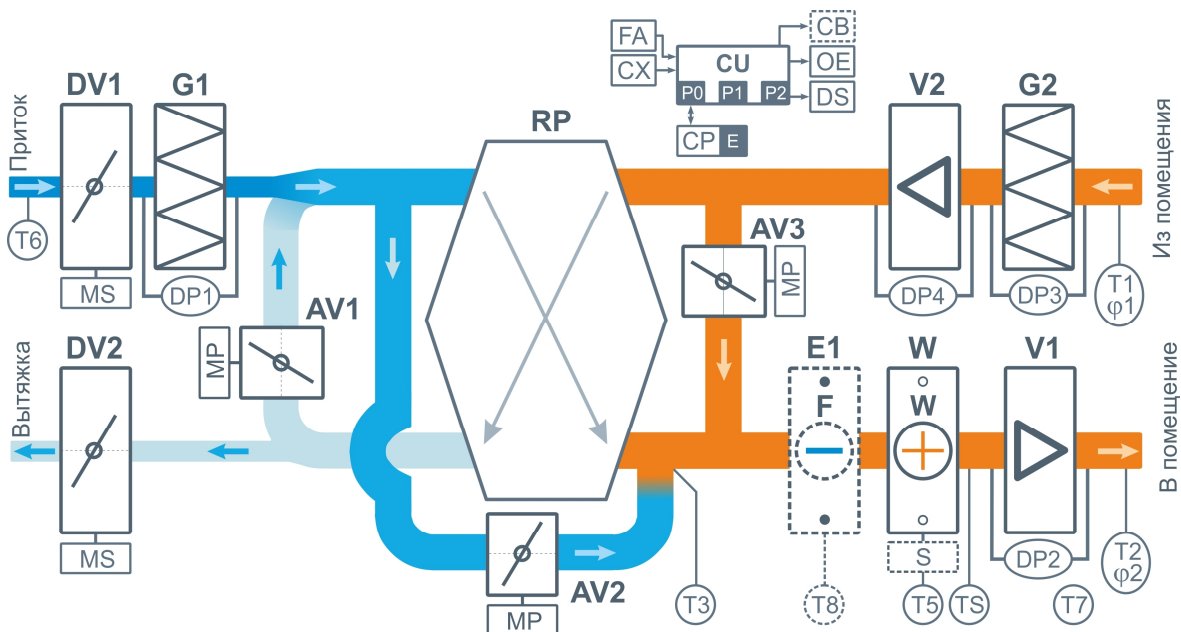 FA
CX
CU
P0
P1
P2
CB
OE
DS
CP
E
DV1
G1
RP
V2
G2
Приток
Из помещения
T6
MS
DP1
AV3
MP
DP4
DP3
T1
φ1
AV1
MP
DV2
Вытяжка
E1
F
W
W
V1
В помещение
MS
AV2
MP
S
DP2
T2
φ2
T3
T8
T5
TS
T7